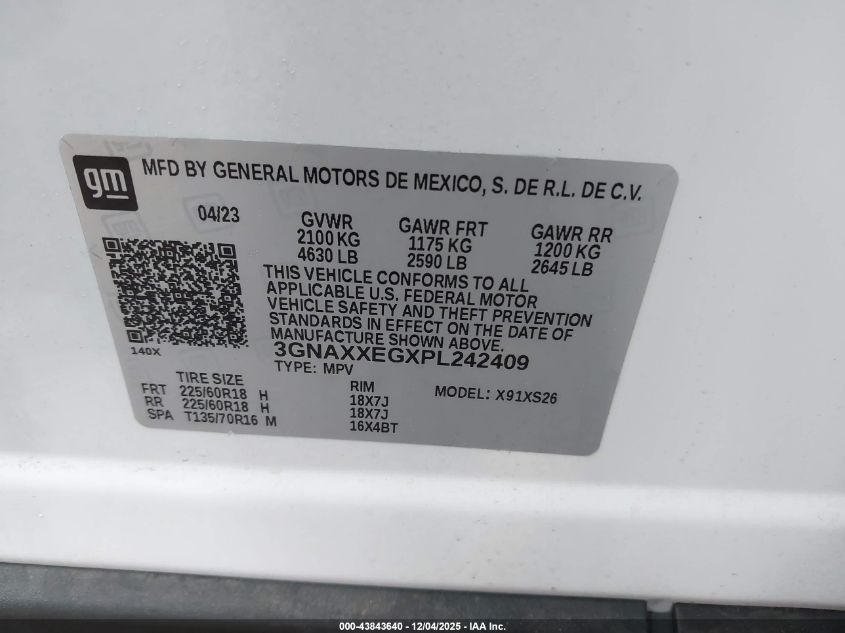 gm
MFD BY GENERAL MOTORS DE MEXICO, S. DE R.L. DE C.V.
04/23 GVWR GAWR FRT GAWR RR
2100 KG 1175 KG 1200 KG
4630 LB 2590 LB 2645 LB
THIS VEHICLE CONFORMS TO ALL
APPLICABLE U.S. FEDERAL MOTOR
VEHICLE SAFETY AND THEFT PREVENTION
STANDARDS IN EFFECT ON THE DATE OF
MANUFACTURE SHOWN ABOVE.
140X 3GNAXXEGXPL242409
TYPE: MPV
TIRE SIZE RIM MODEL: X91XS26
FRT 225/60R18 H 18X7J
RR 225/60R18 H 18X7J
SPA T135/70R16 M 16X4BT
000-43843640 - 12/04/2025 - IAA Inc.